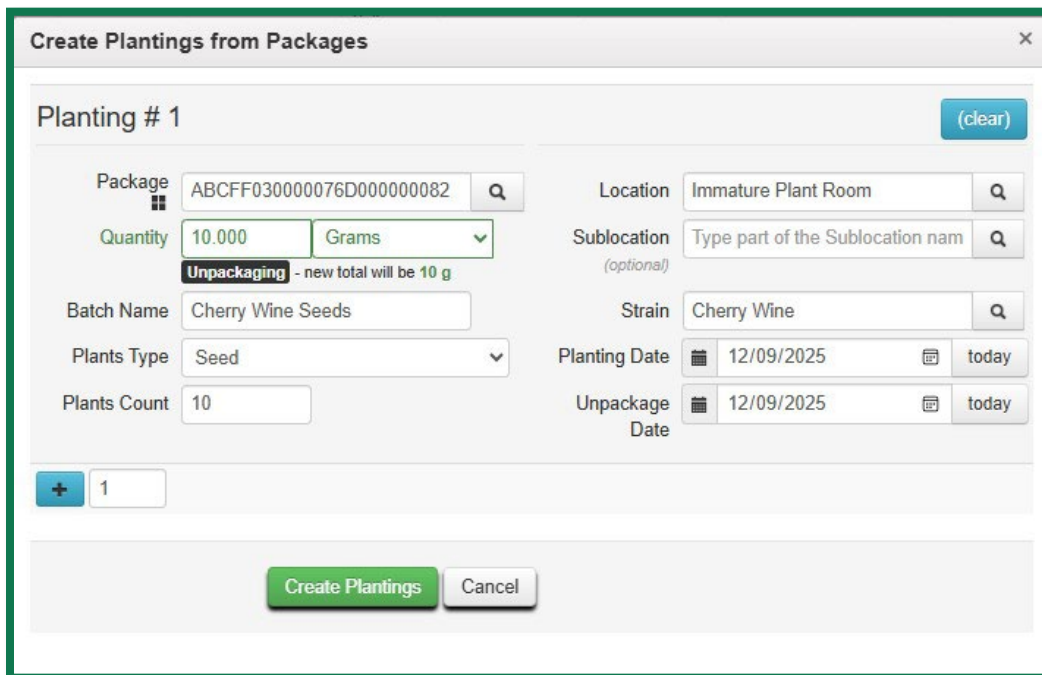 Create Plantings from Packages ×
Planting # 1 (clear)
Package ABCFF030000076D000000082
Quantity 10.000 Grams
Unpackaging - new total will be 10 g
Batch Name Cherry Wine Seeds
Plants Type Seed
Plants Count 10
Location Immature Plant Room
Sublocation Type part of the Sublocation nam
(optional)
Strain Cherry Wine
Planting Date 12/09/2025 today
Unpackage 12/09/2025 today
Date
+ 1
Create Plantings Cancel